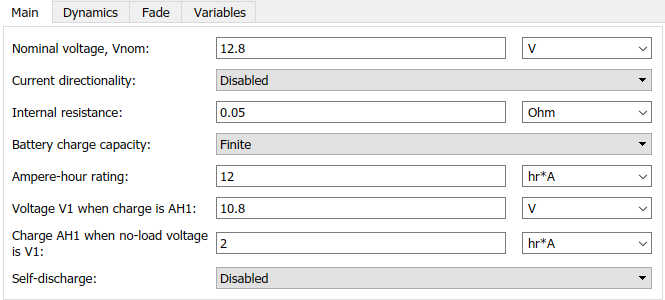 Main Dynamics Fade Variables
Nominal voltage, Vnom: 12.8 V
Current directionality: Disabled
Internal resistance: 0.05 Ohm
Battery charge capacity: Finite
Ampere-hour rating: 12 hr*A
Voltage V1 when charge is AH1: 10.8 V
Charge AH1 when no-load voltage
is V1: 2 hr*A
Self-discharge: Disabled